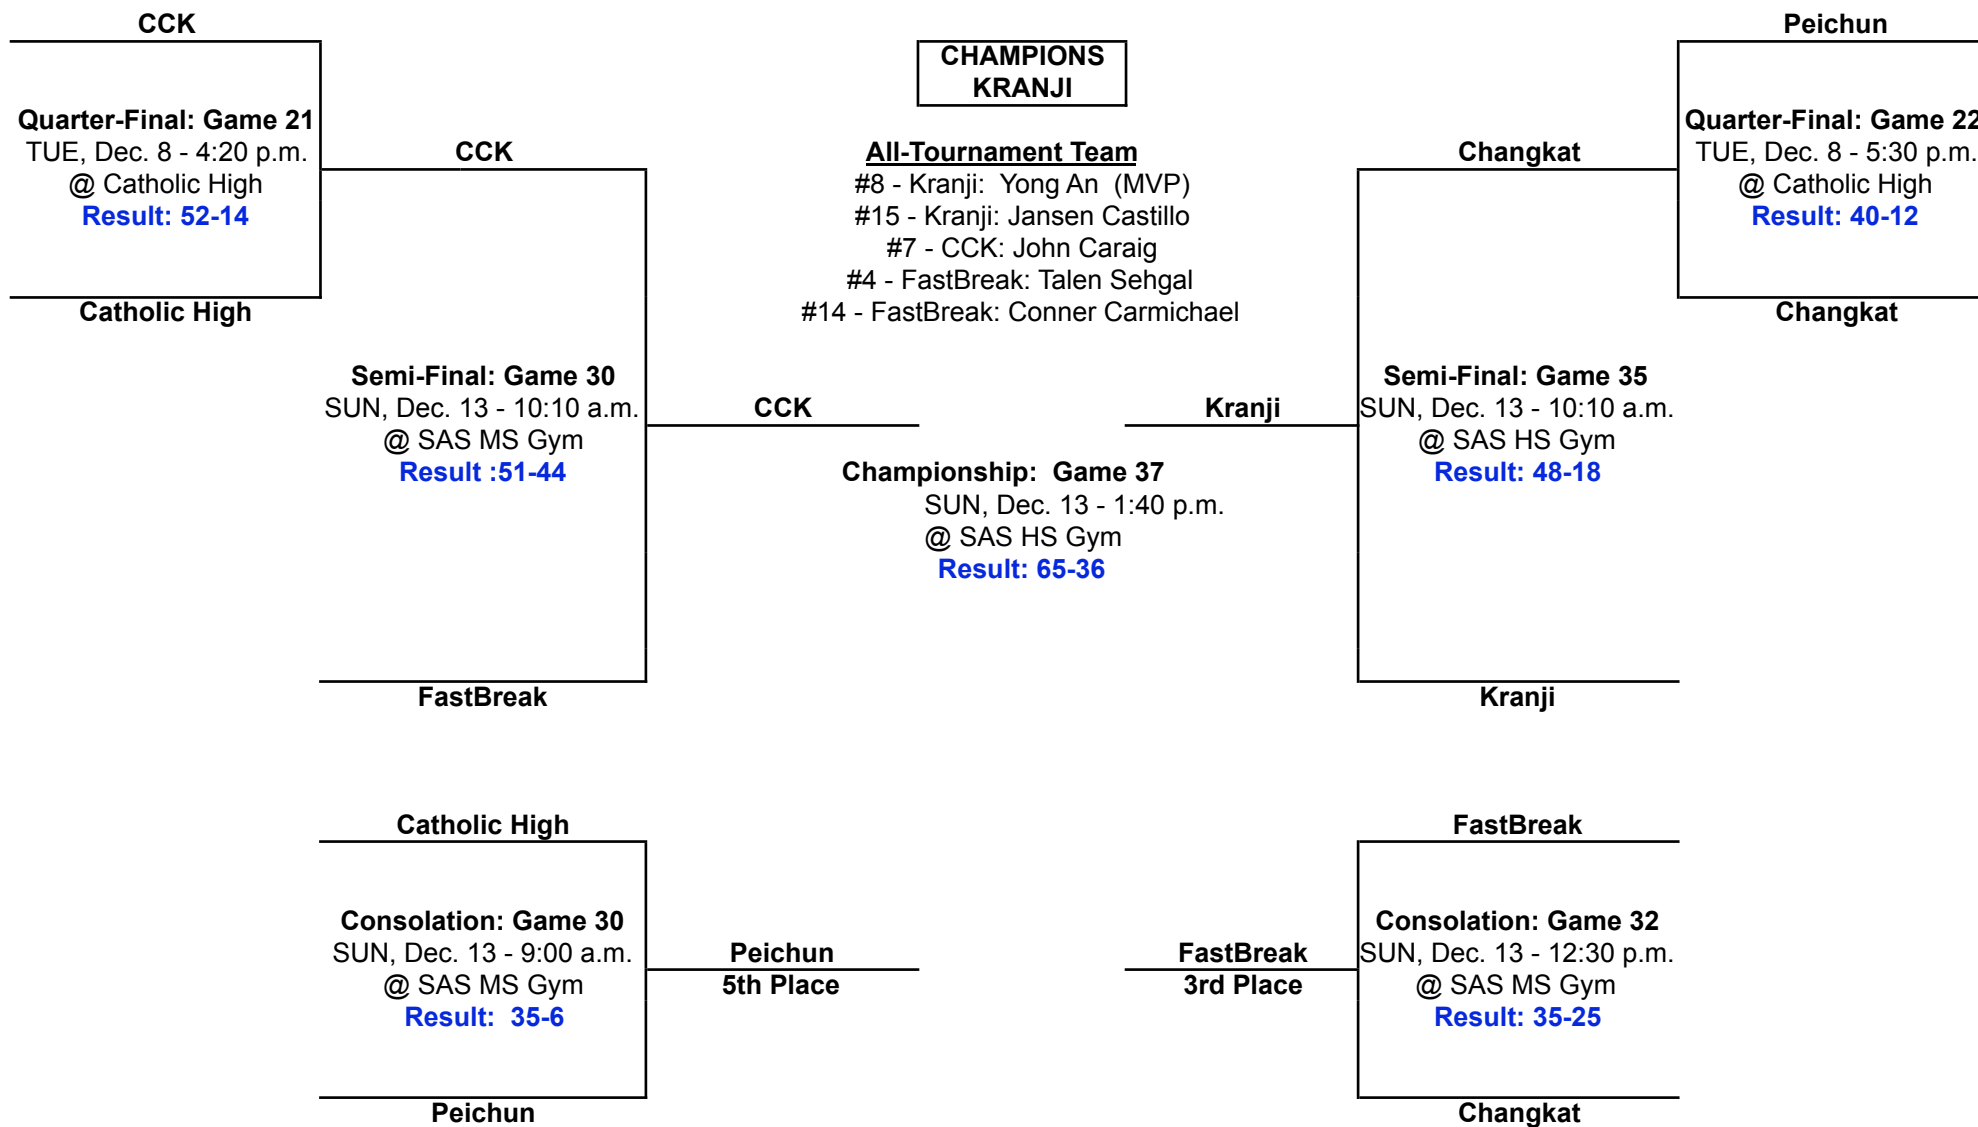 CCK
Quarter-Final: Game 21
TUE, Dec. 8 - 4:20 p.m.
@ Catholic High
Result: 52-14
Catholic High
CCK
Semi-Final: Game 30
SUN, Dec. 13 - 10:10 a.m.
@ SAS MS Gym
Result :51-44
FastBreak
CCK
CHAMPIONS
KRANJI
All-Tournament Team
#8 - Kranji: Yong An (MVP)
#15 - Kranji: Jansen Castillo
#7 - CCK: John Caraig
#4 - FastBreak: Talen Sehgal
#14 - FastBreak: Conner Carmichael
Championship: Game 37
SUN, Dec. 13 - 1:40 p.m.
@ SAS HS Gym
Result: 65-36
Kranji
Changkat
Semi-Final: Game 35
SUN, Dec. 13 - 10:10 a.m.
@ SAS HS Gym
Result: 48-18
Kranji
Peichun
Quarter-Final: Game 22
TUE, Dec. 8 - 5:30 p.m.
@ Catholic High
Result: 40-12
Changkat
Catholic High
Consolation: Game 30
SUN, Dec. 13 - 9:00 a.m.
@ SAS MS Gym
Result: 35-6
Peichun
Peichun
5th Place
FastBreak
3rd Place
FastBreak
Consolation: Game 32
SUN, Dec. 13 - 12:30 p.m.
@ SAS MS Gym
Result: 35-25
Changkat